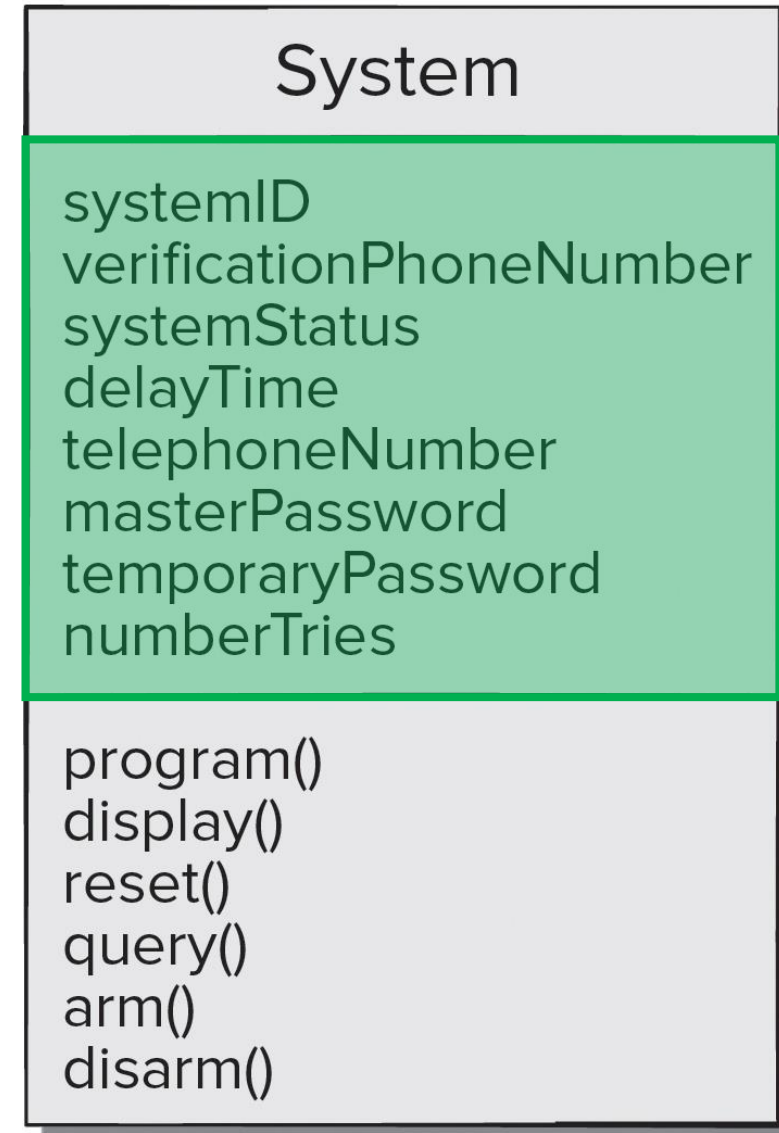 System
systemID
verificationPhoneNumber
systemStatus
delayTime
telephoneNumber
masterPassword
temporaryPassword
numberTries
program()
display()
reset()
query()
arm()
disarm()